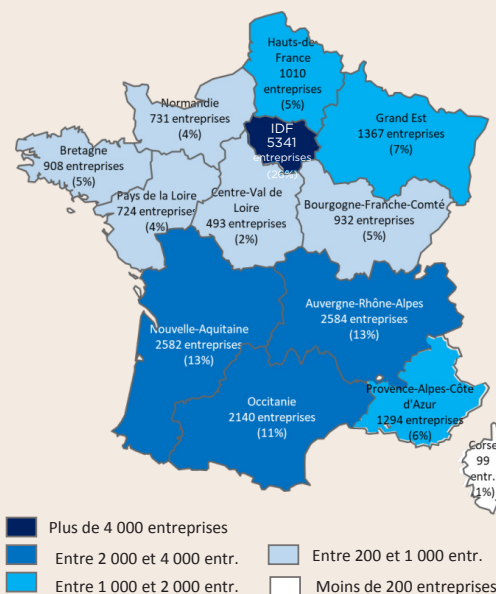 Hauts-de-
France
1010
entreprises
(5%)
Normandie
731 entreprises
(4%)
IDF
5341
entreprises
(26%)
Grand Est
1367 entreprises
(7%)
Bretagne
908 entreprises
(5%)
Pays de la Loire
724 entreprises
(4%)
Centre-Val de
Loire
493 entreprises
(2%)
Bourgogne-Franche-Comté
932 entreprises
(5%)
Auvergne-Rhône-Alpes
2584 entreprises
(13%)
Nouvelle-Aquitaine
2582 entreprises
(13%)
Occitanie
2140 entreprises
(11%)
Provence-Alpes-Côte
d'Azur
1294 entreprises
(6%)
Corse
99
entr.
(1%)
Plus de 4 000 entreprises
Entre 2 000 et 4 000 entr.
Entre 200 et 1 000 entr.
Entre 1 000 et 2 000 entr.
Moins de 200 entreprises